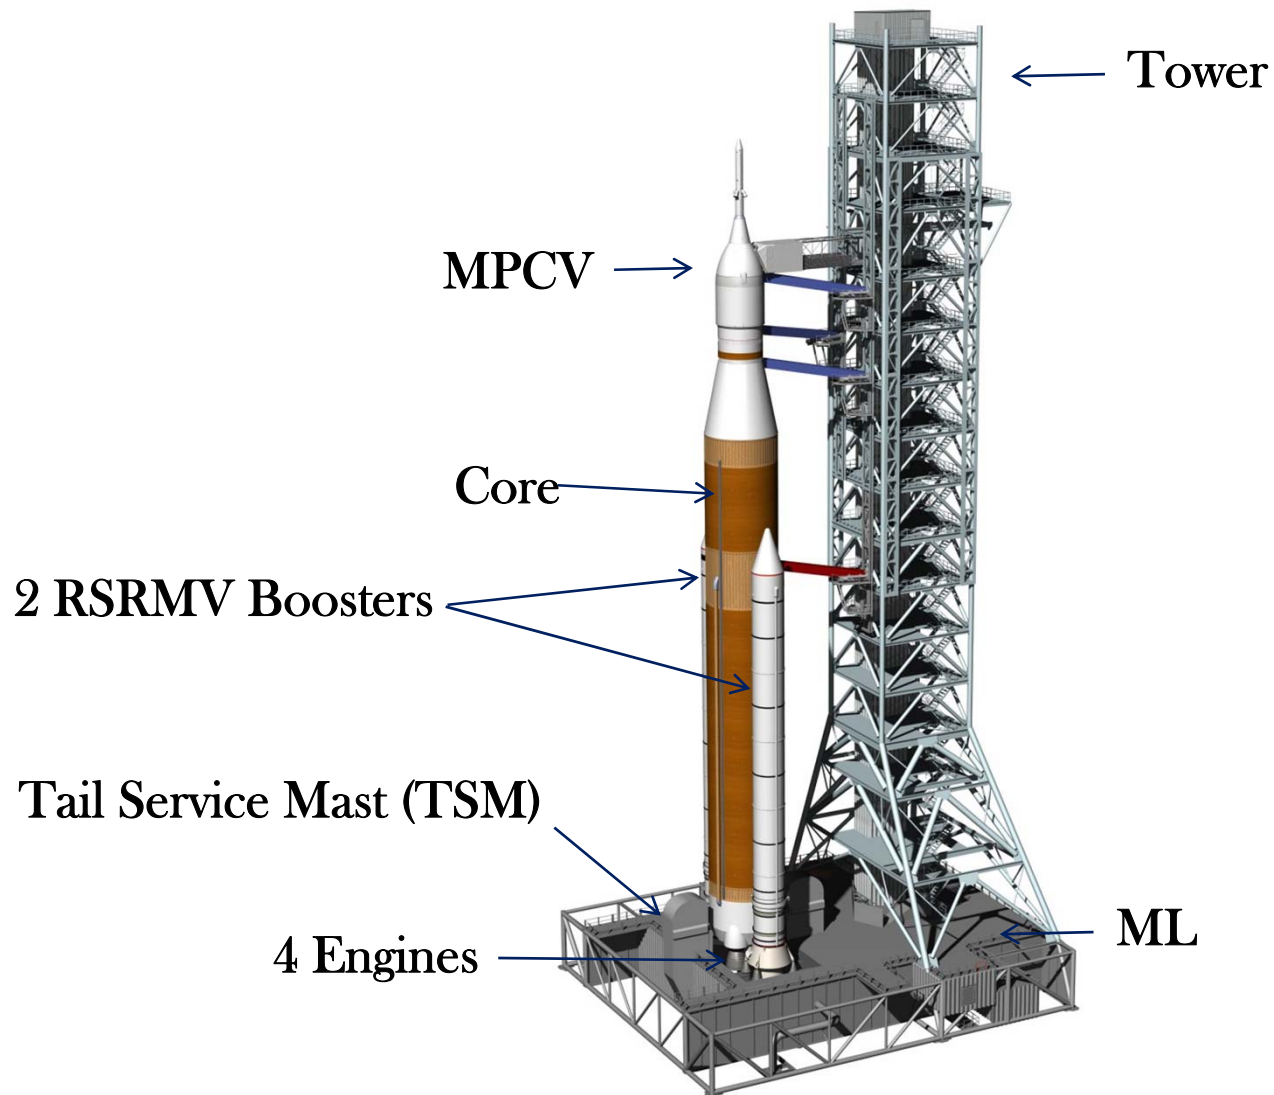 Tower
MPCV
Core
2 RSRMV Boosters
Tail Service Mast (TSM)
ML
4 Engines